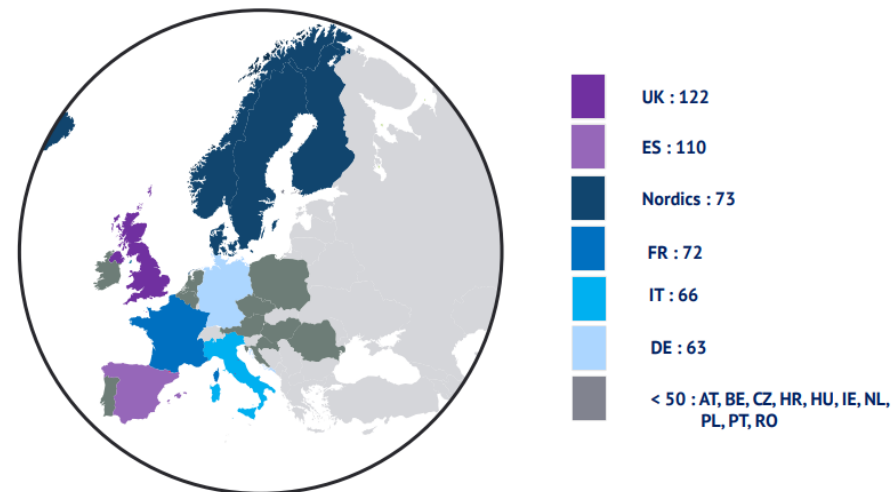 UK : 122
ES : 110
Nordics : 73
FR : 72
IT : 66
DE : 63
< 50 : AT, BE, CZ, HR, HU, IE, NL,
PL, PT, RO